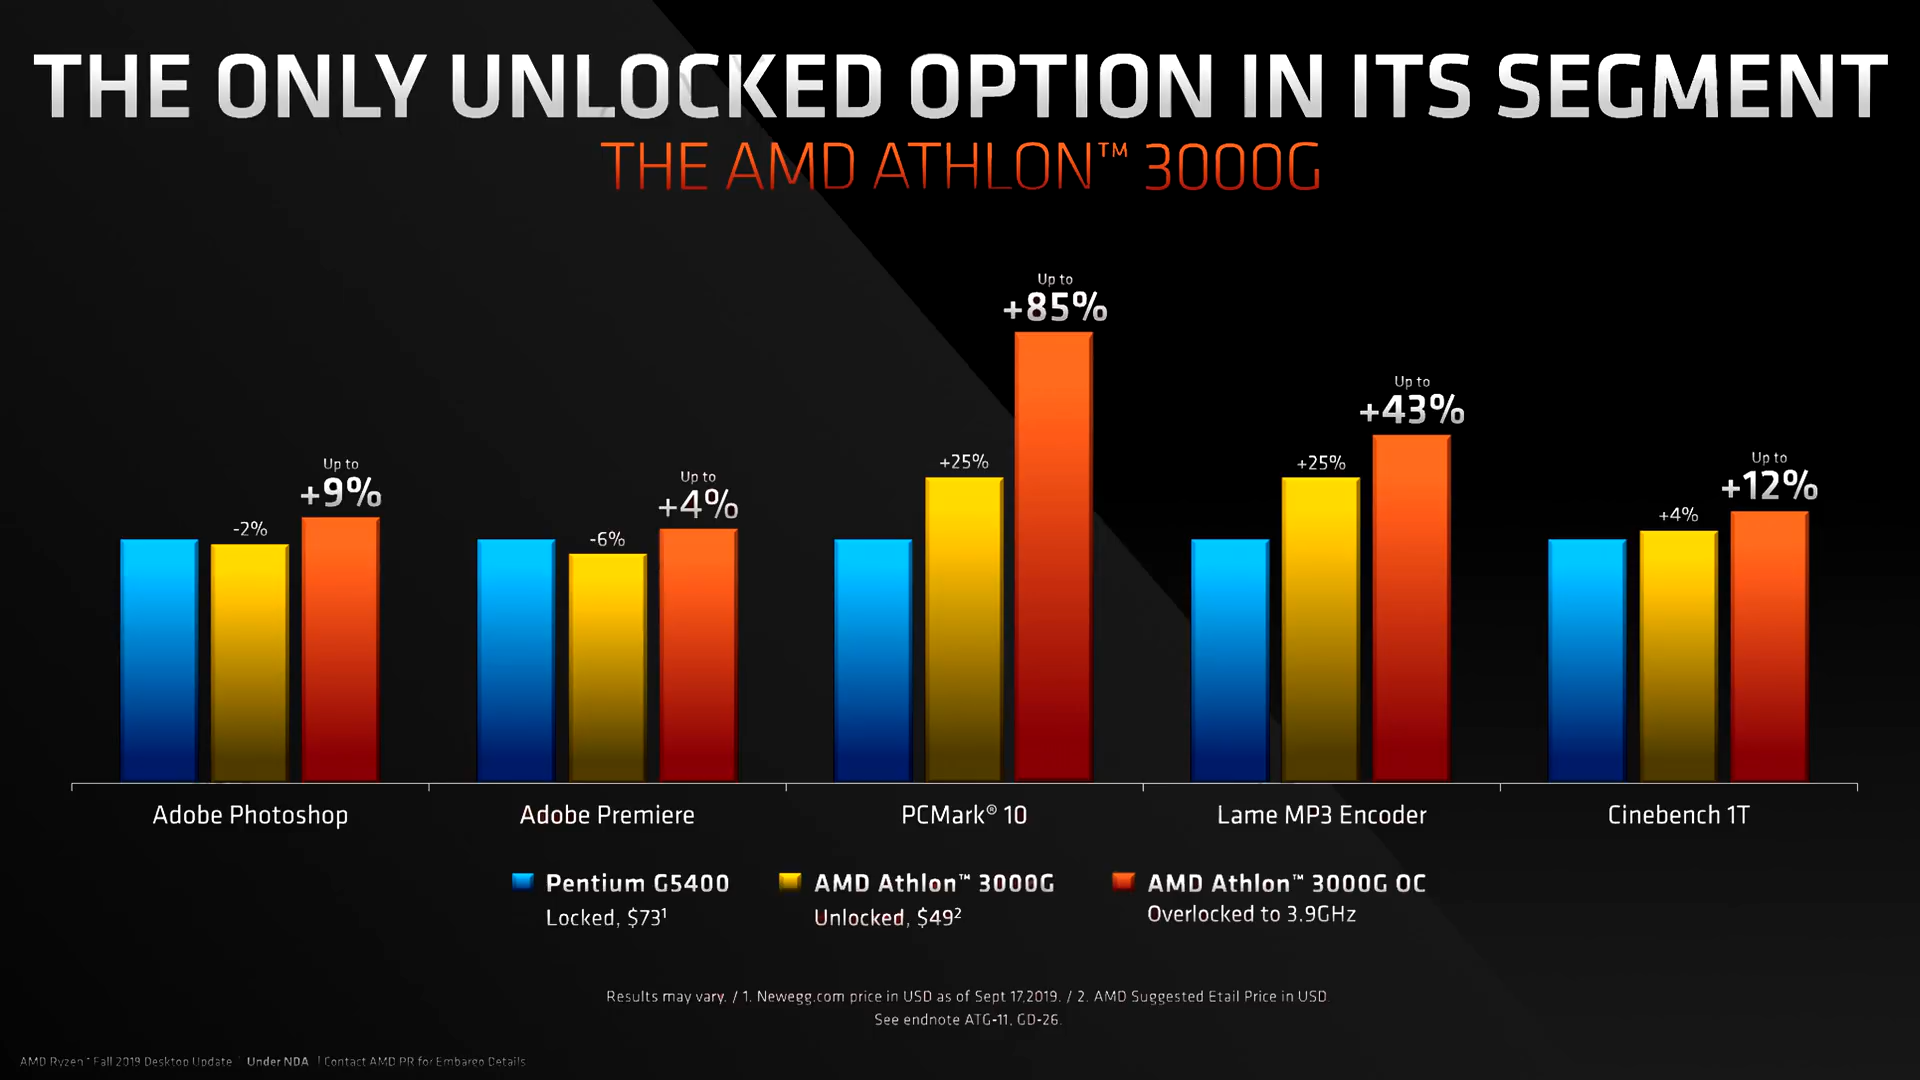 THE ONLY UNLOCKED OPTION IN ITS SEGMENT
THE AMD ATHLON™ 3000G
Up to
+9%
-2%
Up to
+4%
-6%
Up to
+85%
+25%
Up to
+43%
+25%
Up to
+12%
+4%
Adobe Photoshop
Adobe Premiere
PCMark® 10
Lame MP3 Encoder
Cinebench 1T
Pentium G5400
Locked, $73¹
AMD Athlon™ 3000G
Unlocked, $49²
AMD Athlon™ 3000G OC
Overlocked to 3.9GHz
Results may vary. / 1. Newegg.com price in USD as of Sept 17,2019. / 2. AMD Suggested Etail Price in USD.
See endnote ATG-11, GD-26.
AMD Ryzen™ Fall 2019 Desktop Update | Under NDA | Contact AMD PR for Embargo Details